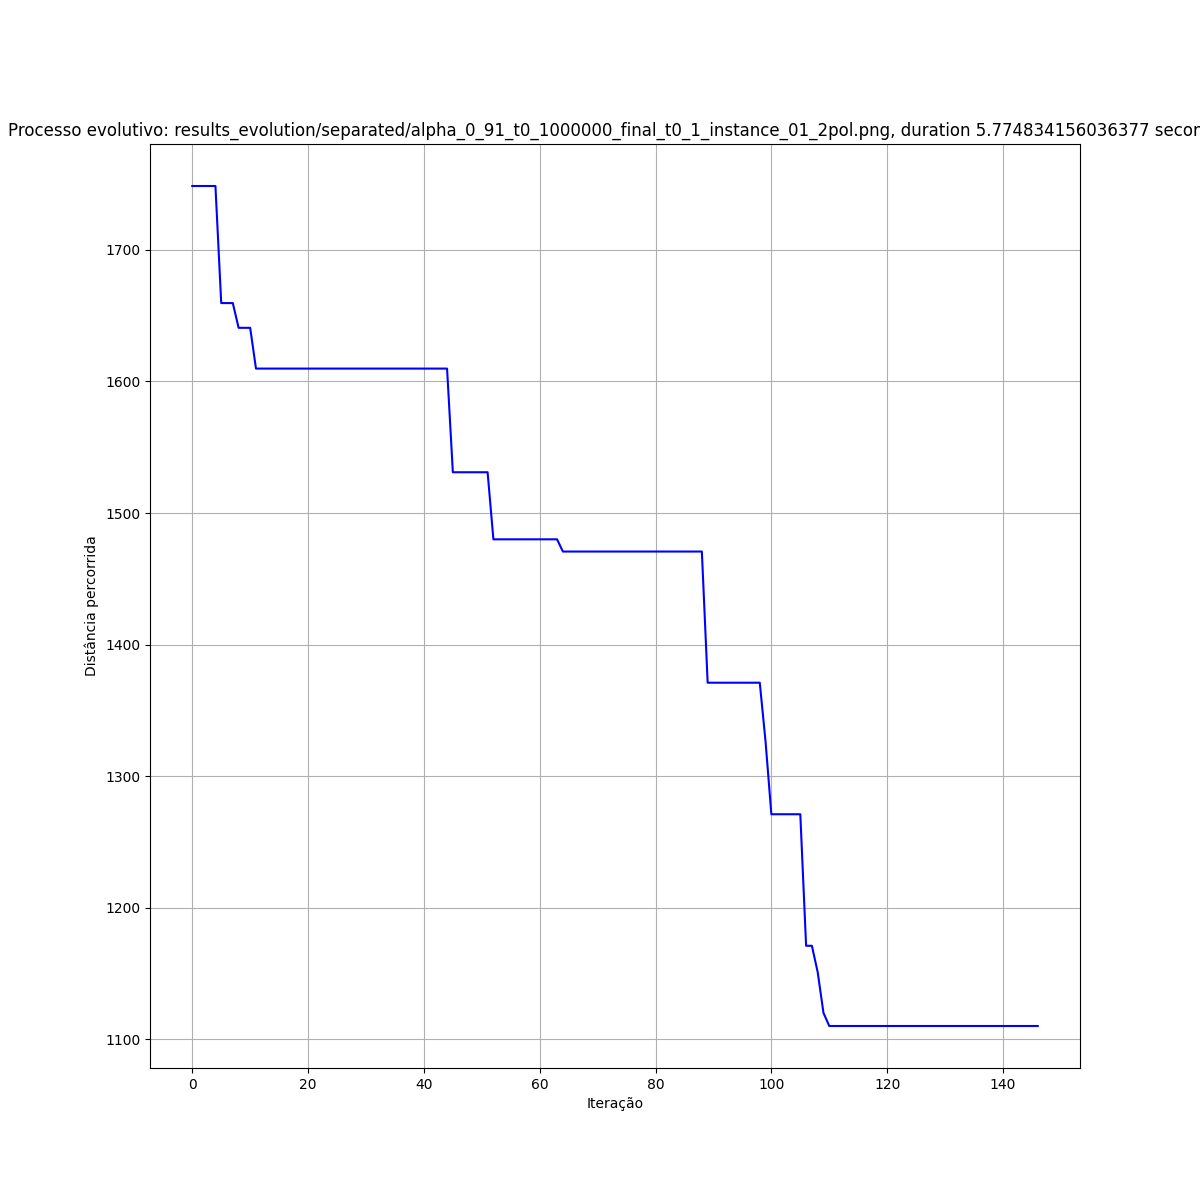 Processo evolutivo: results_evolution/separated/alpha_0_91_t0_1000000_final_t0_1_instance_01_2pol.png, duration 5.774834156036377
1700
1600
1500
1400
1300
1200
1100
Distância percorrida
0 20 40 60 80 100 120 140
Iteração